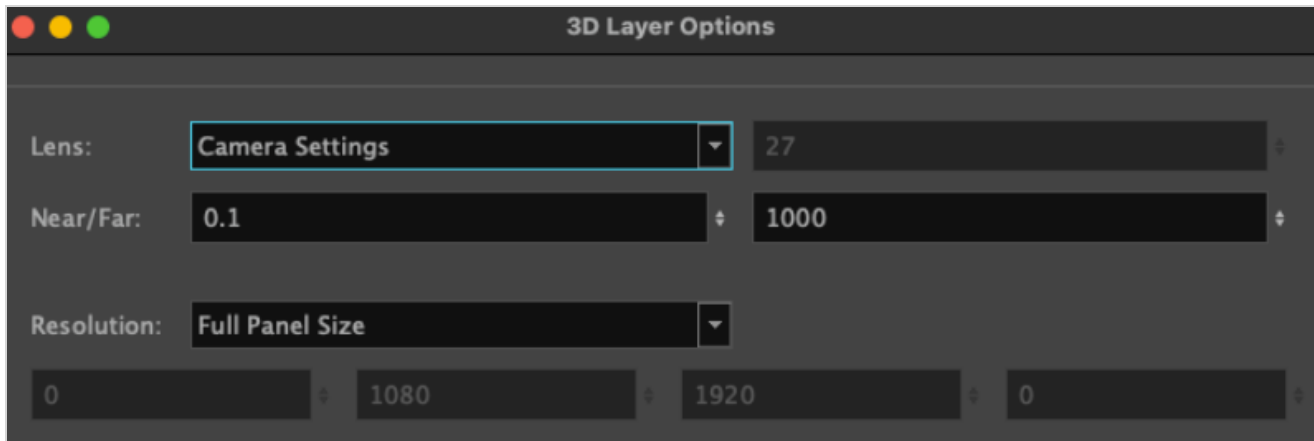 3D Layer Options
Lens: Camera Settings 27
Near/Far: 0.1 1000
Resolution: Full Panel Size
0 1080 1920 0